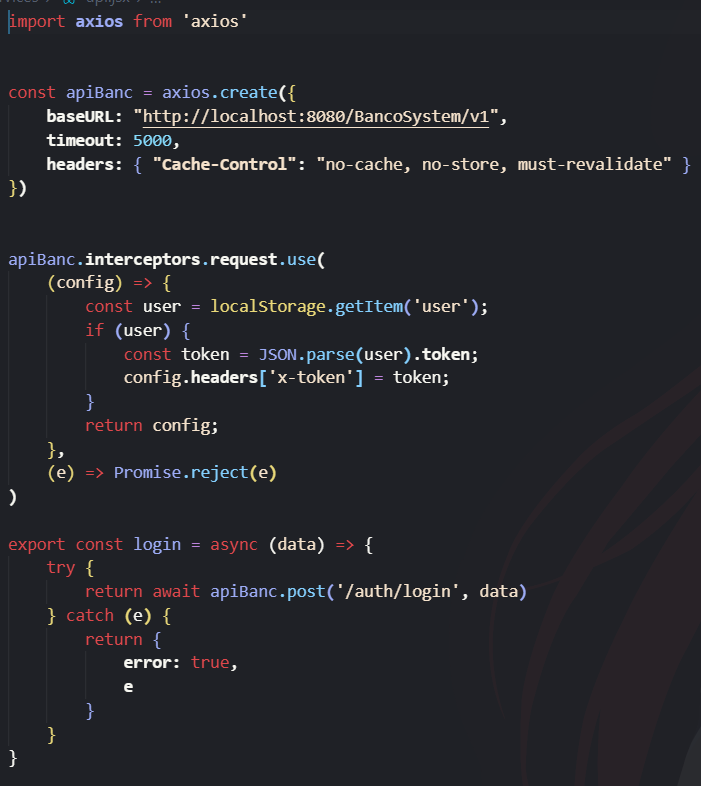 import axios from 'axios'
const apiBanc = axios.create({
    baseURL: "http://localhost:8080/BancoSystem/v1",
    timeout: 5000,
    headers: { "Cache-Control": "no-cache, no-store, must-revalidate" }
})
apiBanc.interceptors.request.use(
    (config) => {
        const user = localStorage.getItem('user');
        if (user) {
            const token = JSON.parse(user).token;
            config.headers['x-token'] = token;
        }
        return config;
    },
    (e) => Promise.reject(e)
)
export const login = async (data) => {
    try {
        return await apiBanc.post('/auth/login', data)
    } catch (e) {
        return {
            error: true,
            e
        }
    }
}